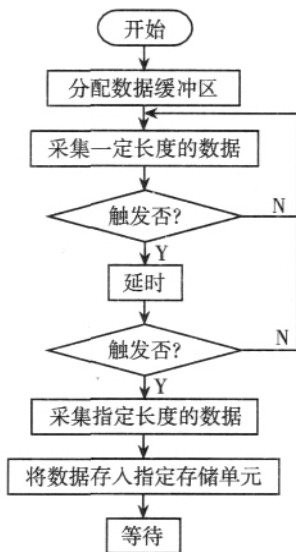 开始
分配数据缓冲区
采集一定长度的数据
触发否?
N
Y
延时
触发否?
N
Y
采集指定长度的数据
将数据存入指定存储单元
等待